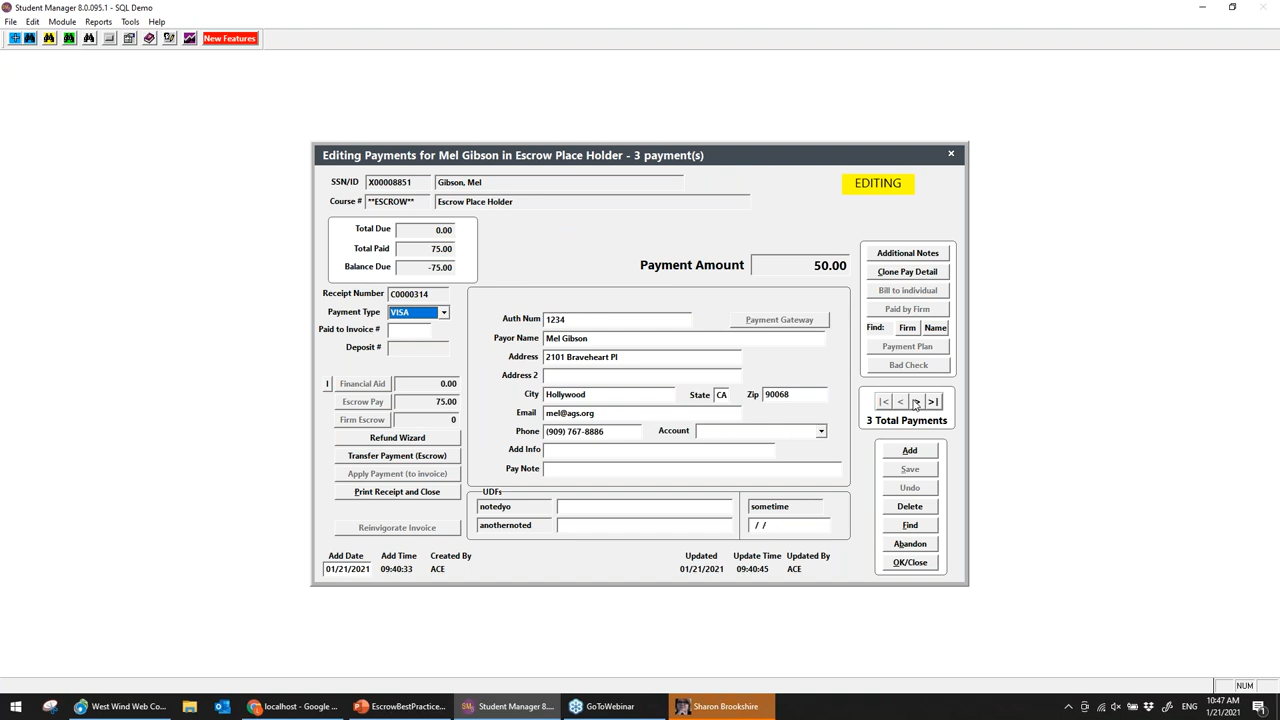 Student Manager 8.0.095.1 - SQL Demo
File Edit Module Reports Tools Help
New Features
Editing Payments for Mel Gibson in Escrow Place Holder - 3 payment(s)
SSN/ID X00008851 Gibson, Mel
EDITING
Course # **ESCROW** Escrow Place Holder
Total Due 0.00
Total Paid 75.00
Balance Due -75.00
Payment Amount 50.00
Receipt Number C0000314
Payment Type VISA
Paid to Invoice #
Deposit #
I Financial Aid 0.00
Escrow Pay 75.00
Firm Escrow 0
Refund Wizard
Transfer Payment (Escrow)
Apply Payment (to invoice)
Print Receipt and Close
Reinvigorate Invoice
Auth Num 1234 Payment Gateway
Payor Name Mel Gibson
Address 2101 Braveheart Pl
Address 2
City Hollywood State CA Zip 90068
Email mel@ags.org
Phone (909) 767-8886 Account
Add Info
Pay Note
UDFs
notedyo sometime
anothernoted / /
Additional Notes
Clone Pay Detail
Bill to individual
Paid by Firm
Find: Firm Name
Payment Plan
Bad Check
|< < > >|
3 Total Payments
Add
Save
Undo
Delete
Find
Abandon
OK/Close
Add Date Add Time Created By Updated Update Time Updated By
01/21/2021 09:40:33 ACE 01/21/2021 09:40:45 ACE
NUM
West Wind Web Co... localhost - Google ... EscrowBestPractice... Student Manager 8.... GoToWebinar Sharon Brookshire
ENG 10:47 AM
1/21/2021
1